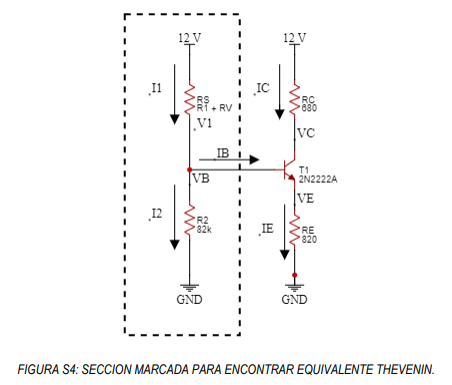 12 V
12 V
I1
RS
R1 + RV
V1
IC
RC
680
VC
IB
VB
T1
2N2222A
VE
I2
R2
82k
IE
RE
820
GND
GND
FIGURA S4: SECCION MARCADA PARA ENCONTRAR EQUIVALENTE THEVENIN.